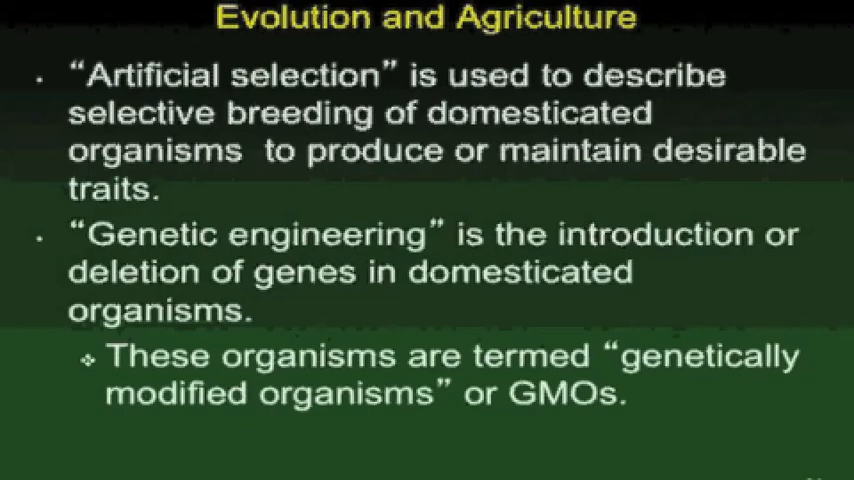 Evolution and Agriculture
· “Artificial selection” is used to describe
selective breeding of domesticated
organisms to produce or maintain desirable
traits.
· “Genetic engineering” is the introduction or
deletion of genes in domesticated
organisms.
❖ These organisms are termed “genetically
modified organisms” or GMOs.